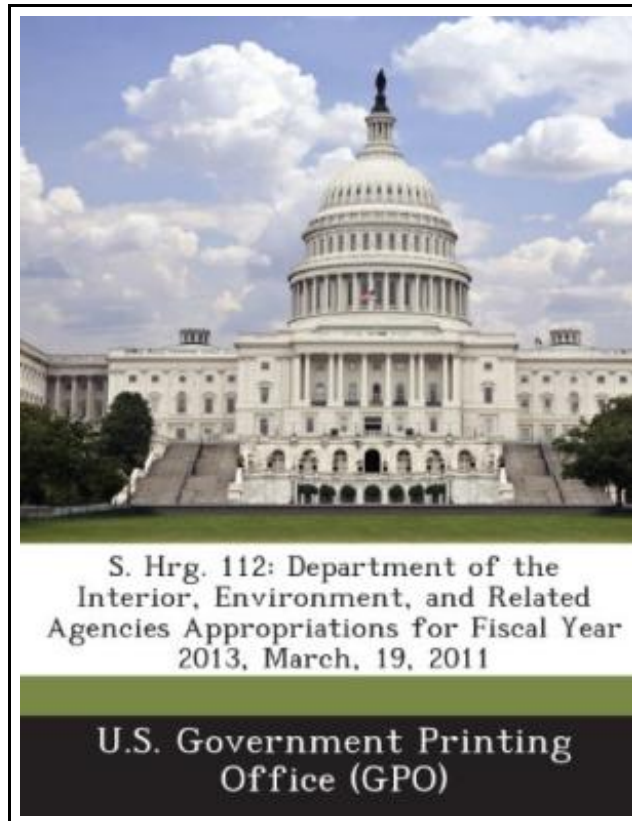 S. Hrg. 112: Department of the
Interior, Environment, and Related
Agencies Appropriations for Fiscal Year
2013, March, 19, 2011
U.S. Government Printing
Office (GPO)